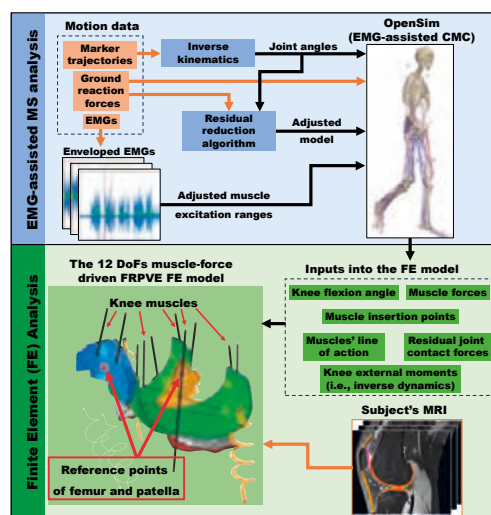 EMG-assisted MS analysis
Motion data
Marker
trajectories
Ground
reaction
forces
EMGs
Inverse
kinematics
Joint angles
OpenSim
(EMG-assisted CMC)
Residual
reduction
algorithm
Adjusted
model
Enveloped EMGs
Adjusted muscle
excitation ranges
Finite Element (FE) Analysis
The 12 DoFs muscle-force
driven FRPVE FE model
Knee muscles
Reference points
of femur and patella
Inputs into the FE model
Knee flexion angle
Muscle forces
Muscle insertion points
Muscles' line
of action
Residual joint
contact forces
Knee external moments
(i.e., inverse dynamics)
Subject's MRI